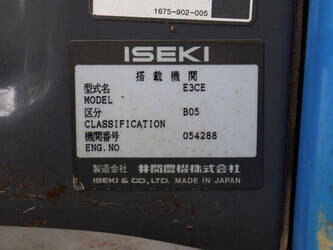 1675-902-005
ISEKI
搭載機関
型式名 E3CE
MODEL
区分 B05
CLASSIFICATION
機関番号 054288
ENG.NO
製造会社 井関農機株式会社
ISEKI & CO., LTD. MADE IN JAPAN